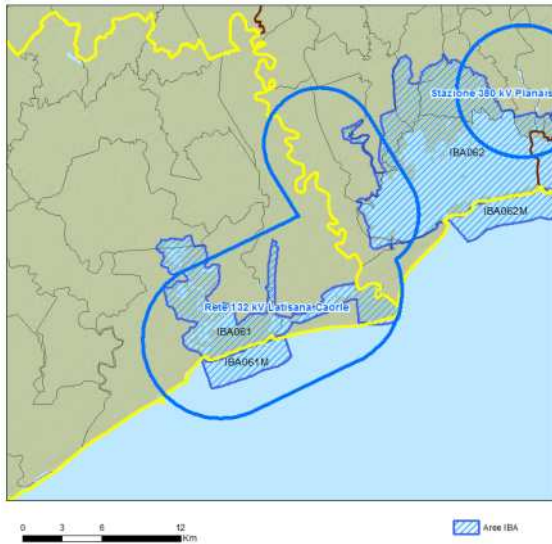 Stazione 380 kV Planais
IBA062
IBA062M
Rete 132 kV Latisana-Caorle
IBA061
IBA061M
0 3 6 12
Km
Aree IBA